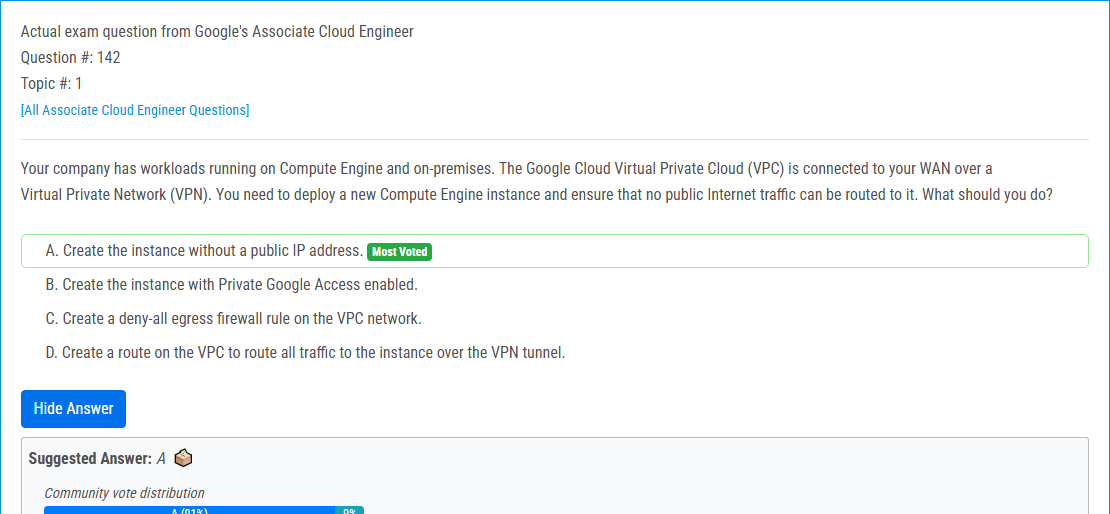 Actual exam question from Google's Associate Cloud Engineer
Question #: 142
Topic #: 1
[All Associate Cloud Engineer Questions]
Your company has workloads running on Compute Engine and on-premises. The Google Cloud Virtual Private Cloud (VPC) is connected to your WAN over a
Virtual Private Network (VPN). You need to deploy a new Compute Engine instance and ensure that no public Internet traffic can be routed to it. What should you do?
A. Create the instance without a public IP address. Most Voted
B. Create the instance with Private Google Access enabled.
C. Create a deny-all egress firewall rule on the VPC network.
D. Create a route on the VPC to route all traffic to the instance over the VPN tunnel.
Hide Answer
Suggested Answer: A
Community vote distribution
A (91%) 9%